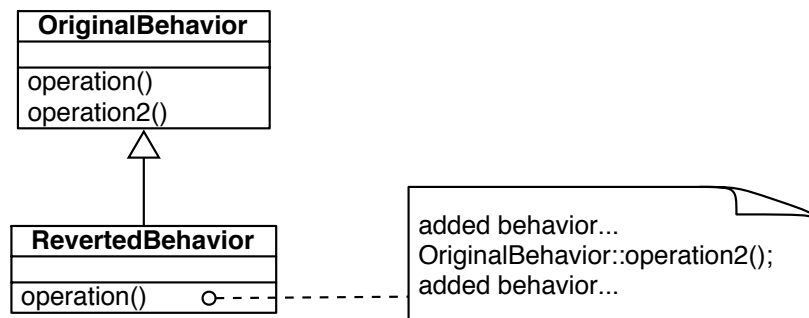 OriginalBehavior
operation()
operation2()
RevertedBehavior
operation()
added behavior...
OriginalBehavior::operation2();
added behavior...